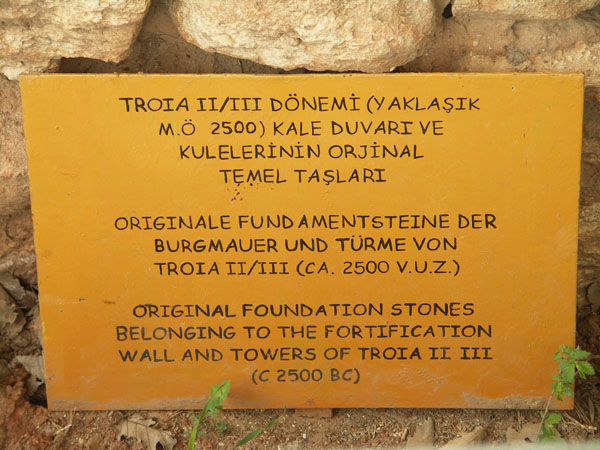 TROIA II/III DÖNEMİ (YAKLAŞIK
M.Ö 2500) KALE DUVARI VE
KULELERİNİN ORJİNAL
TEMEL TAŞLARI
ORIGINALE FUNDAMENTSTEINE DER
BURGMAUER UND TÜRME VON
TROIA II/III (CA. 2500 V.U.Z.)
ORIGINAL FOUNDATION STONES
BELONGING TO THE FORTIFICATION
WALL AND TOWERS OF TROIA II III
(C 2500 BC)